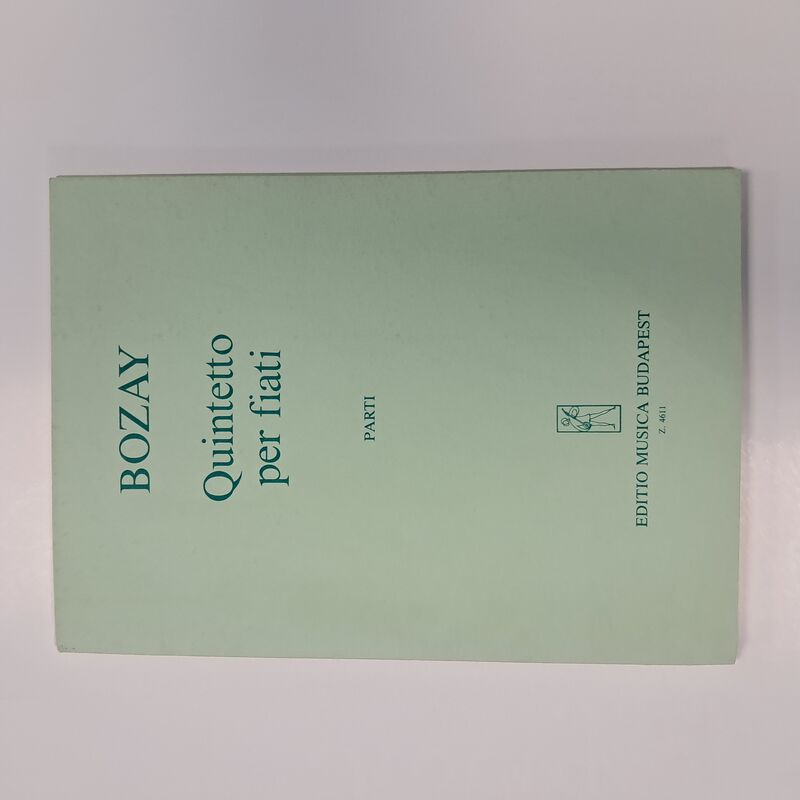 BOZAY
Quintetto
per fiati
PARTI
EDITIO MUSICA BUDAPEST
Z. 4611